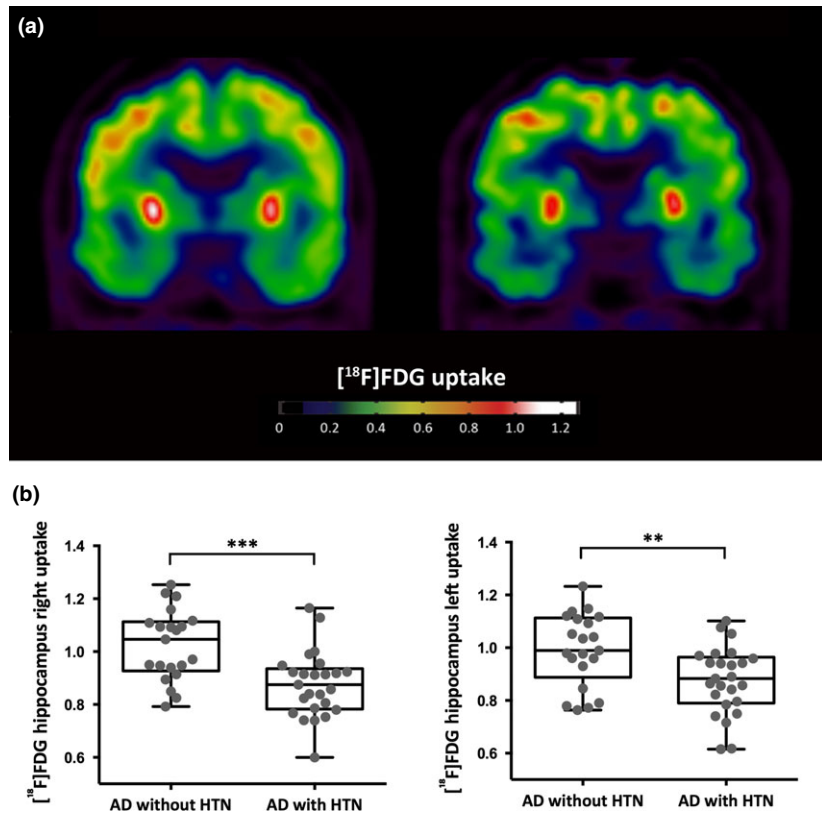 (a)
[¹⁸F]FDG uptake
0 0.2 0.4 0.6 0.8 1.0 1.2
(b)
[¹⁸F]FDG hippocampus right uptake
1.4
1.2
1.0
0.8
0.6
***
AD without HTN AD with HTN
[¹⁸F]FDG hippocampus left uptake
1.4
1.2
1.0
0.8
0.6
**
AD without HTN AD with HTN